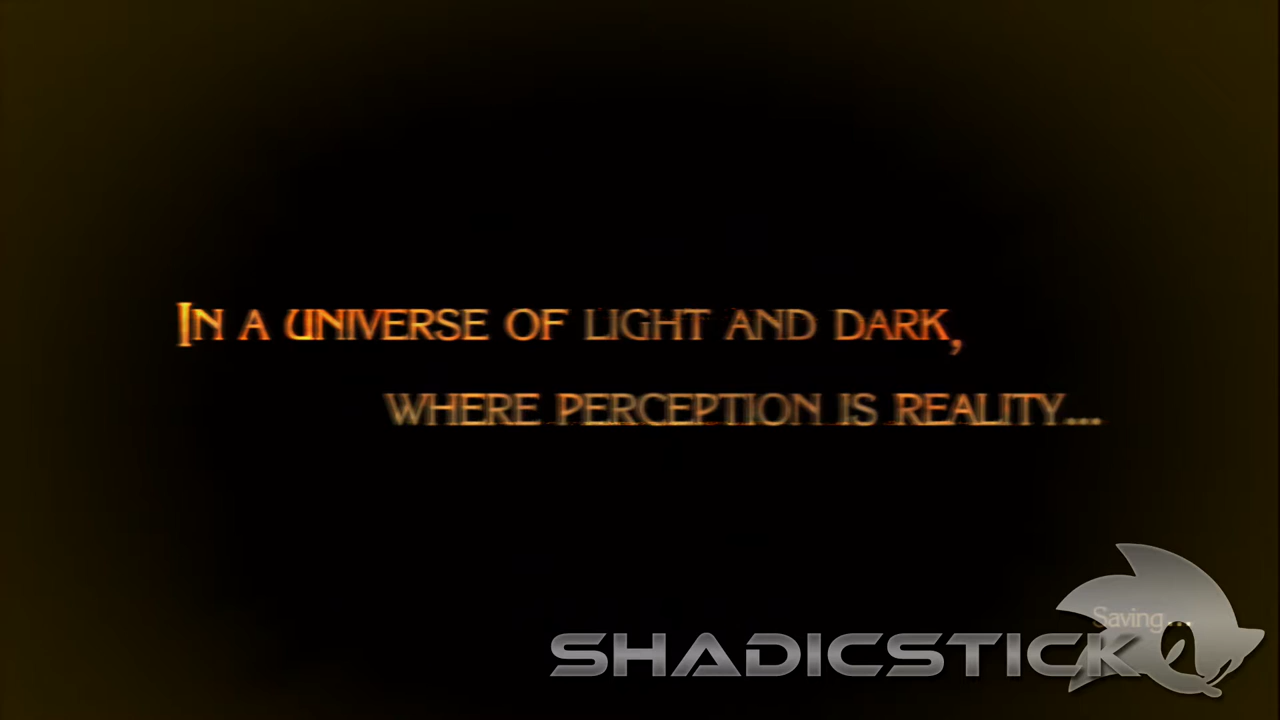 In a universe of light and dark,
where perception is reality...
Saving...
SHADICSTICK